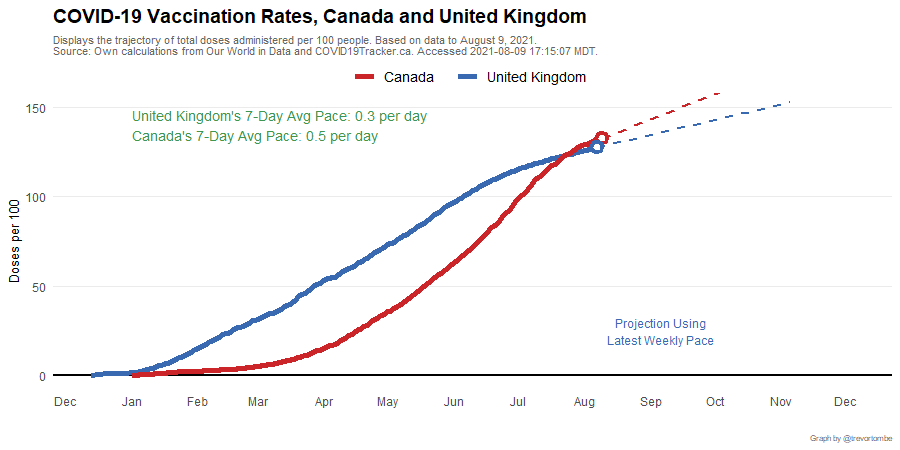 COVID-19 Vaccination Rates, Canada and United Kingdom
Displays the trajectory of total doses administered per 100 people. Based on data to August 9, 2021.
Source: Own calculations from Our World in Data and COVID19Tracker.ca. Accessed 2021-08-09 17:15:07 MDT.
Canada United Kingdom
United Kingdom's 7-Day Avg Pace: 0.3 per day
Canada's 7-Day Avg Pace: 0.5 per day
Doses per 100
150
100
50
0
Projection Using
Latest Weekly Pace
Dec Jan Feb Mar Apr May Jun Jul Aug Sep Oct Nov Dec
Graph by @trevortombe